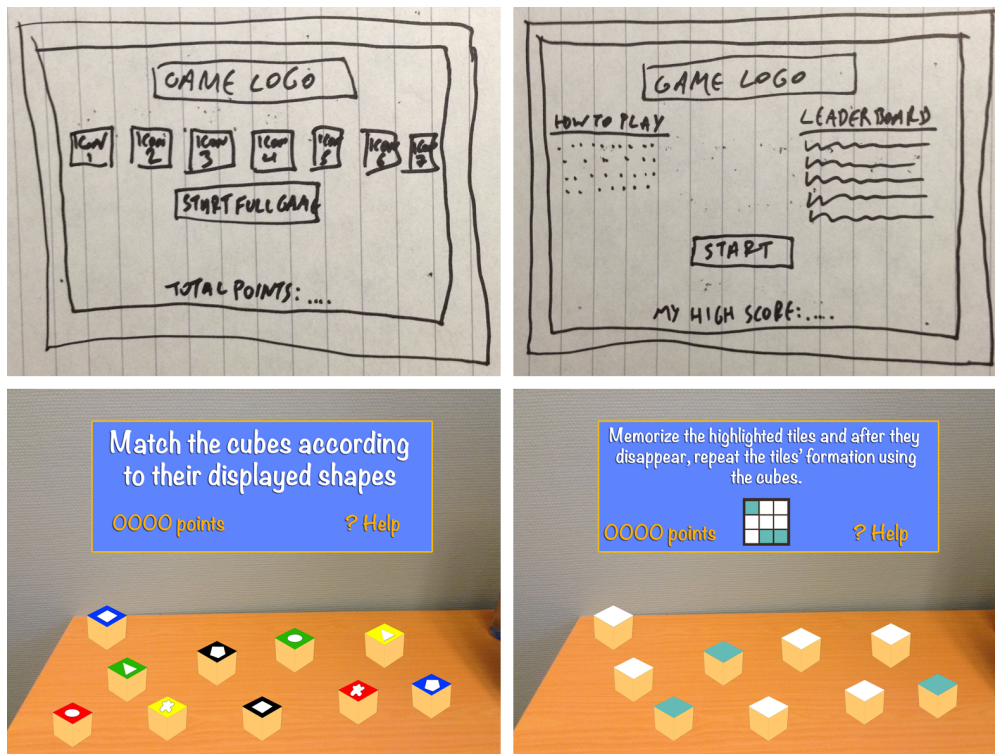 GAME LOGO
ICON 1
ICON 2
ICON 3
ICON 4
ICON 5
ICON 6
ICON 7
START FULL GAME
TOTAL POINTS:....
GAME LOGO
HOW TO PLAY
LEADERBOARD
START
MY HIGH SCORE:....
Match the cubes according
to their displayed shapes
0000 points
? Help
Memorize the highlighted tiles and after they
disappear, repeat the tiles' formation using
the cubes.
0000 points
? Help